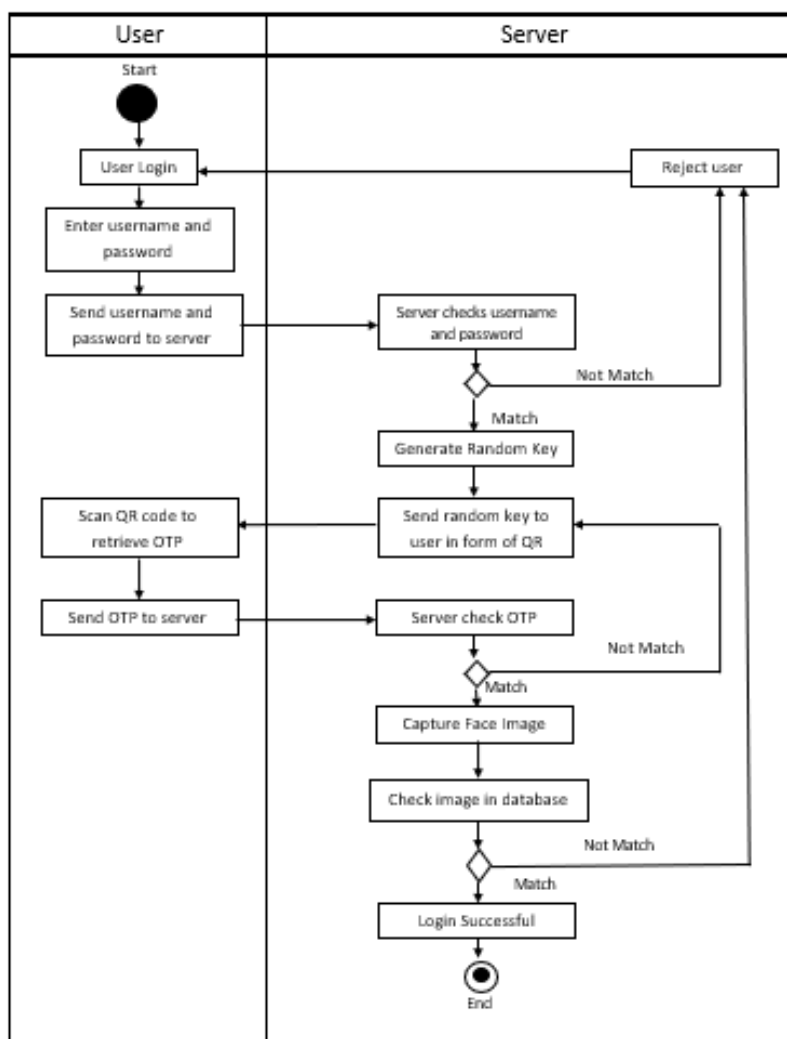 User
Server
Start
User Login
Reject user
Enter username and
password
Send username and
password to server
Server checks username
and password
Not Match
Match
Generate Random Key
Scan QR code to
retrieve OTP
Send random key to
user in form of QR
Send OTP to server
Server check OTP
Not Match
Match
Capture Face Image
Check image in database
Not Match
Match
Login Successful
End